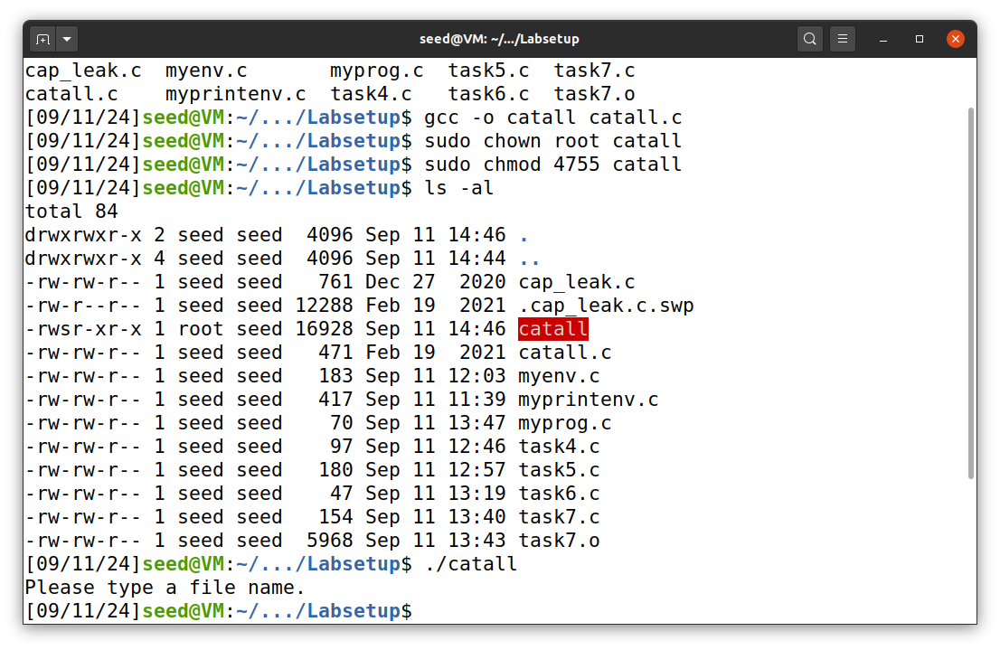 seed@VM: ~/.../Labsetup
cap_leak.c  myenv.c       myprog.c  task5.c  task7.c
catall.c    myprintenv.c  task4.c   task6.c  task7.o
[09/11/24]seed@VM:~/.../Labsetup$ gcc -o catall catall.c
[09/11/24]seed@VM:~/.../Labsetup$ sudo chown root catall
[09/11/24]seed@VM:~/.../Labsetup$ sudo chmod 4755 catall
[09/11/24]seed@VM:~/.../Labsetup$ ls -al
total 84
drwxrwxr-x 2 seed seed  4096 Sep 11 14:46 .
drwxrwxr-x 4 seed seed  4096 Sep 11 14:44 ..
-rw-rw-r-- 1 seed seed   761 Dec 27  2020 cap_leak.c
-rw-r--r-- 1 seed seed 12288 Feb 19  2021 .cap_leak.c.swp
-rwsr-xr-x 1 root seed 16928 Sep 11 14:46 catall
-rw-rw-r-- 1 seed seed   471 Feb 19  2021 catall.c
-rw-rw-r-- 1 seed seed   183 Sep 11 12:03 myenv.c
-rw-rw-r-- 1 seed seed   417 Sep 11 11:39 myprintenv.c
-rw-rw-r-- 1 seed seed    70 Sep 11 13:47 myprog.c
-rw-rw-r-- 1 seed seed    97 Sep 11 12:46 task4.c
-rw-rw-r-- 1 seed seed   180 Sep 11 12:57 task5.c
-rw-rw-r-- 1 seed seed    47 Sep 11 13:19 task6.c
-rw-rw-r-- 1 seed seed   154 Sep 11 13:40 task7.c
-rw-rw-r-- 1 seed seed  5968 Sep 11 13:43 task7.o
[09/11/24]seed@VM:~/.../Labsetup$ ./catall
Please type a file name.
[09/11/24]seed@VM:~/.../Labsetup$